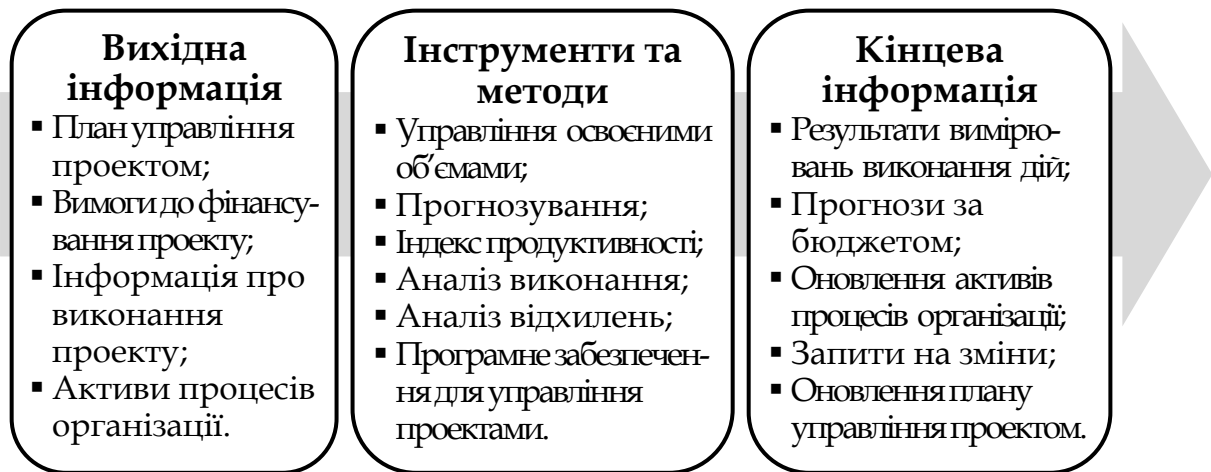 Вихідна
інформація
▪ План управління
проектом;
▪ Вимоги до фінансу-
вання проекту;
▪ Інформація про
виконання
проекту;
▪ Активи процесів
організації.
Інструменти та
методи
▪ Управління освоєними
об’ємами;
▪ Прогнозування;
▪ Індекс продуктивності;
▪ Аналіз виконання;
▪ Аналіз відхилень;
▪ Програмне забезпечен-
ня для управління
проектами.
Кінцева
інформація
▪ Результати вимірю-
вань виконання дій;
▪ Прогнози за
бюджетом;
▪ Оновлення активів
процесів організації;
▪ Запити на зміни;
▪ Оновлення плану
управління проектом.